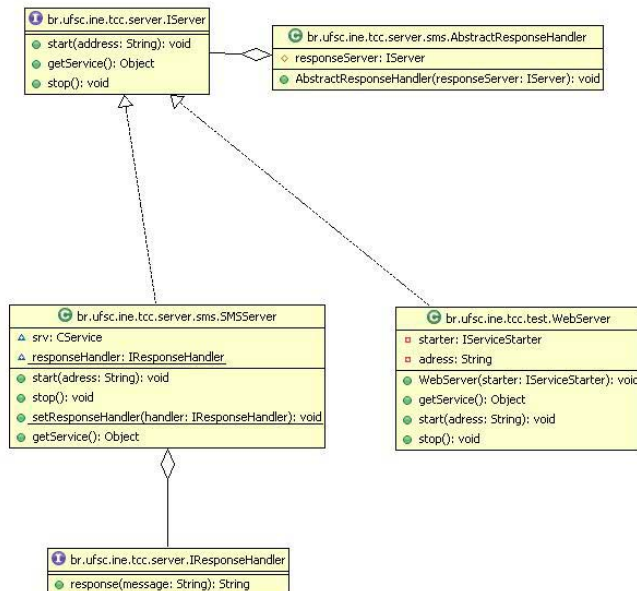 br.ufsc.ine.tcc.server.IServer
start(address: String): void
getService(): Object
stop(): void
br.ufsc.ine.tcc.server.sms.AbstractResponseHandler
responseServer: IServer
AbstractResponseHandler(responseServer: IServer): void
br.ufsc.ine.tcc.server.sms.SMSServer
srv: CService
responseHandler: IResponseHandler
start(adress: String): void
stop(): void
setResponseHandler(handler: IResponseHandler): void
getService(): Object
br.ufsc.ine.tcc.test.WebServer
starter: IServiceStarter
adress: String
WebServer(starter: IServiceStarter): void
getService(): Object
start(adress: String): void
stop(): void
br.ufsc.ine.tcc.server.IResponseHandler
response(message: String): String